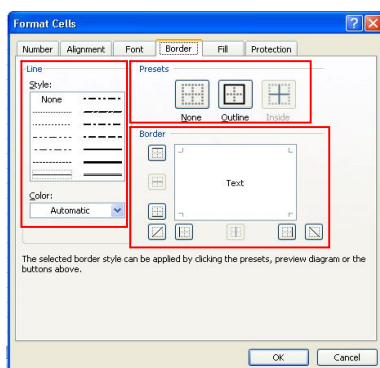 Format Cells
Number Alignment Font Border Fill Protection
Line
Style:
None
Color:
Automatic
Presets
None Outline Inside
Border
Text
The selected border style can be applied by clicking the presets, preview diagram or the
buttons above.
OK Cancel